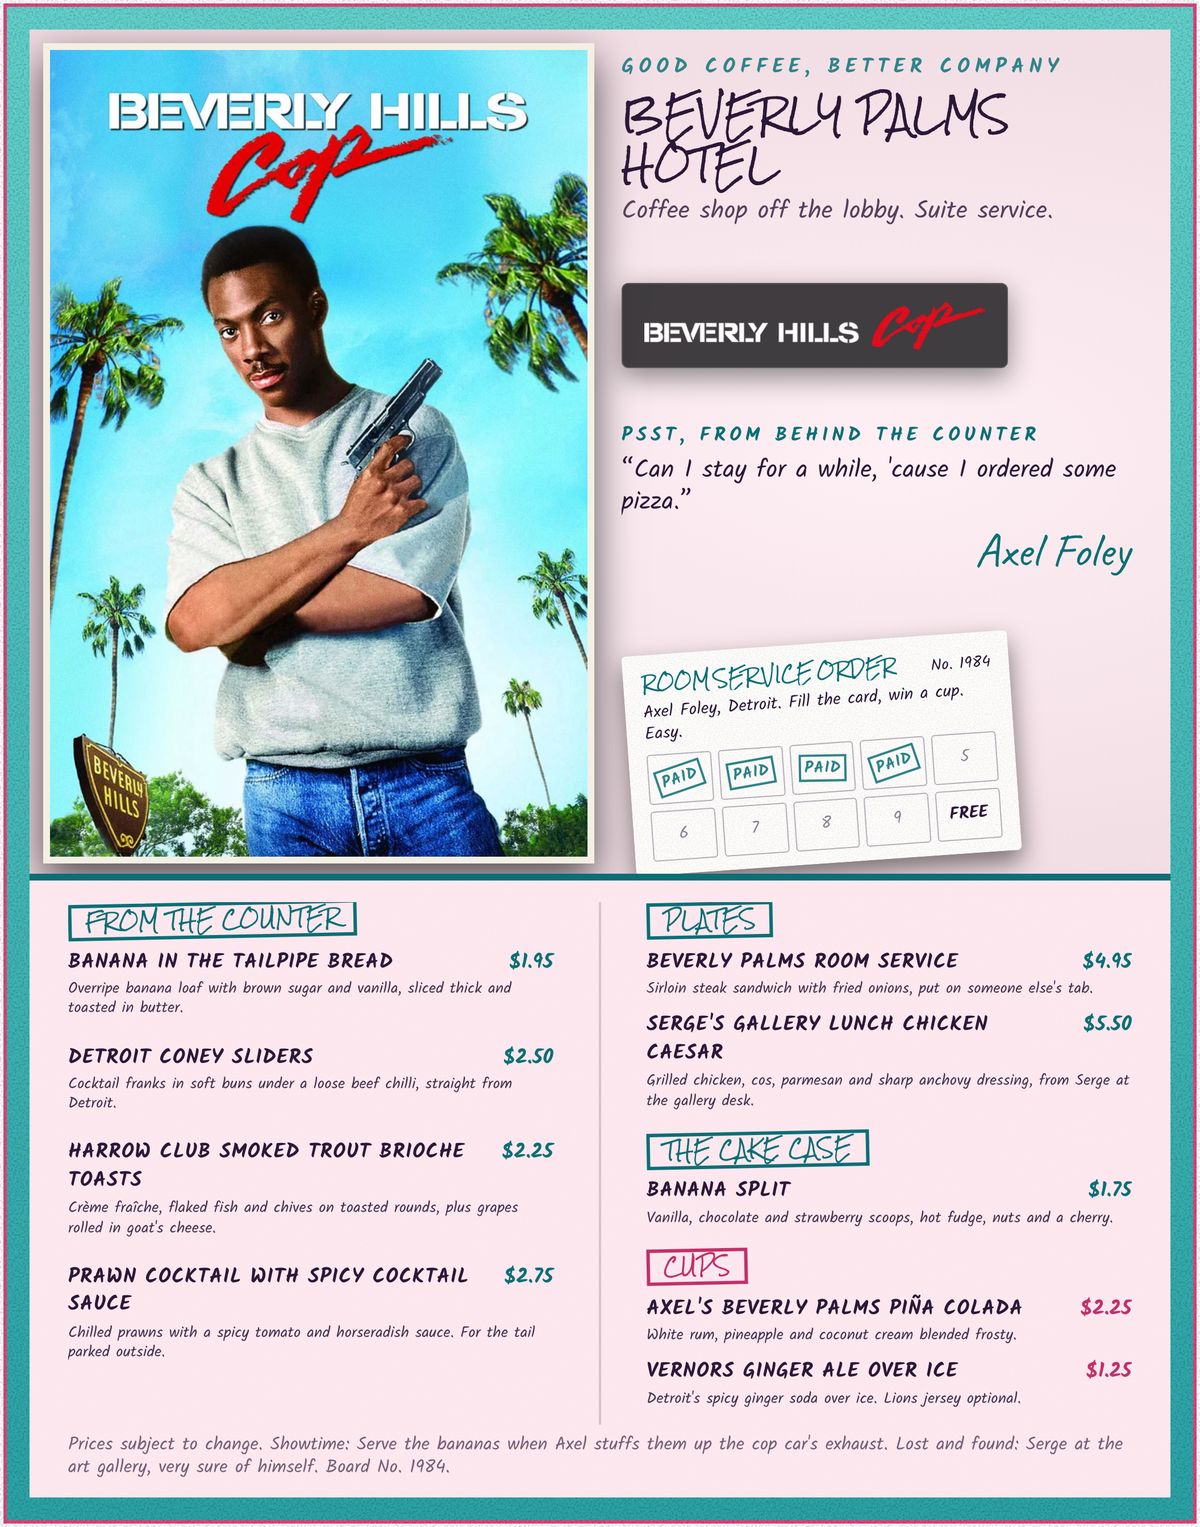 BEVERLY HILLS
Cop
BEVERLY
HILLS
GOOD COFFEE, BETTER COMPANY
BEVERLY PALMS
HOTEL
Coffee shop off the lobby. Suite service.
BEVERLY HILLS Cop
PSST, FROM BEHIND THE COUNTER
“Can I stay for a while, 'cause I ordered some
pizza.”
Axel Foley
ROOM SERVICE ORDER No. 1984
Axel Foley, Detroit. Fill the card, win a cup.
Easy.
PAID PAID PAID PAID 5
6 7 8 9 FREE
FROM THE COUNTER
BANANA IN THE TAILPIPE BREAD $1.95
Overripe banana loaf with brown sugar and vanilla, sliced thick and
toasted in butter.
DETROIT CONEY SLIDERS $2.50
Cocktail franks in soft buns under a loose beef chilli, straight from
Detroit.
HARROW CLUB SMOKED TROUT BRIOCHE $2.25
TOASTS
Crème fraîche, flaked fish and chives on toasted rounds, plus grapes
rolled in goat's cheese.
PRAWN COCKTAIL WITH SPICY COCKTAIL $2.75
SAUCE
Chilled prawns with a spicy tomato and horseradish sauce. For the tail
parked outside.
PLATES
BEVERLY PALMS ROOM SERVICE $4.95
Sirloin steak sandwich with fried onions, put on someone else's tab.
SERGE'S GALLERY LUNCH CHICKEN $5.50
CAESAR
Grilled chicken, cos, parmesan and sharp anchovy dressing, from Serge at
the gallery desk.
THE CAKE CASE
BANANA SPLIT $1.75
Vanilla, chocolate and strawberry scoops, hot fudge, nuts and a cherry.
CUPS
AXEL'S BEVERLY PALMS PIÑA COLADA $2.25
White rum, pineapple and coconut cream blended frosty.
VERNORS GINGER ALE OVER ICE $1.25
Detroit's spicy ginger soda over ice. Lions jersey optional.
Prices subject to change. Showtime: Serve the bananas when Axel stuffs them up the cop car's exhaust. Lost and found: Serge at the
art gallery, very sure of himself. Board No. 1984.